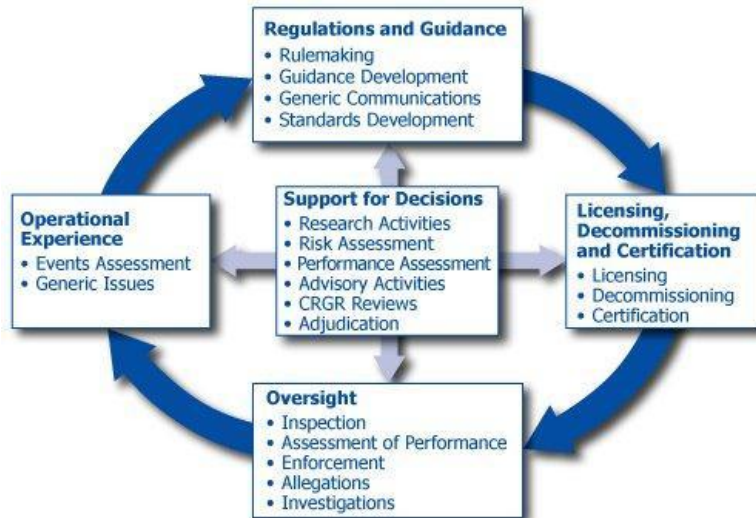 Regulations and Guidance
• Rulemaking
• Guidance Development
• Generic Communications
• Standards Development
Operational
Experience
• Events Assessment
• Generic Issues
Support for Decisions
• Research Activities
• Risk Assessment
• Performance Assessment
• Advisory Activities
• CRGR Reviews
• Adjudication
Licensing,
Decommissioning
and Certification
• Licensing
• Decommissioning
• Certification
Oversight
• Inspection
• Assessment of Performance
• Enforcement
• Allegations
• Investigations